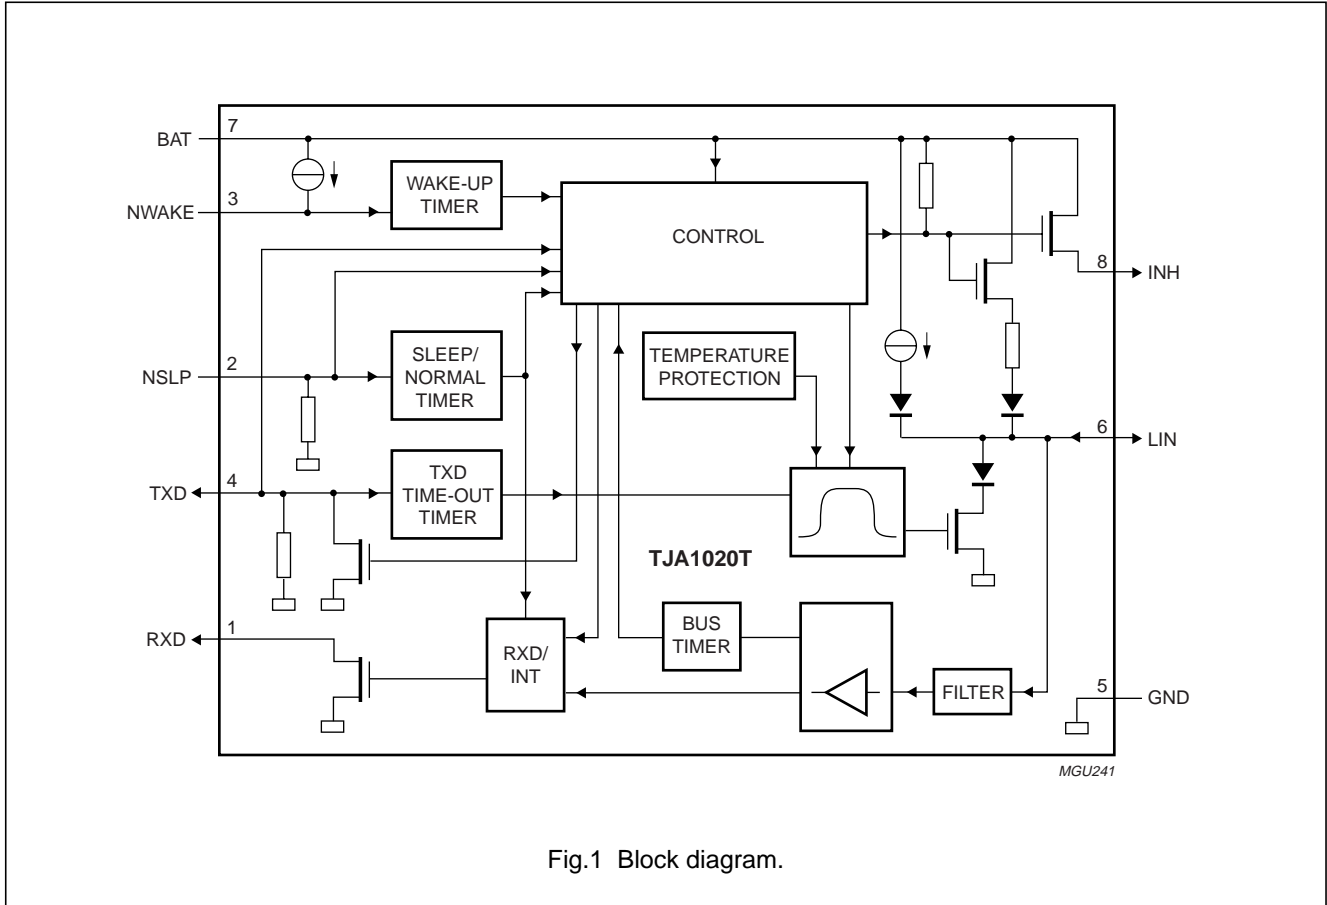 BAT
7
NWAKE
3
WAKE-UP
TIMER
CONTROL
8
INH
NSLP
2
SLEEP/
NORMAL
TIMER
TEMPERATURE
PROTECTION
6
LIN
TXD
4
TXD
TIME-OUT
TIMER
TJA1020T
RXD
1
RXD/
INT
BUS
TIMER
FILTER
5
GND
MGU241
Fig.1 Block diagram.